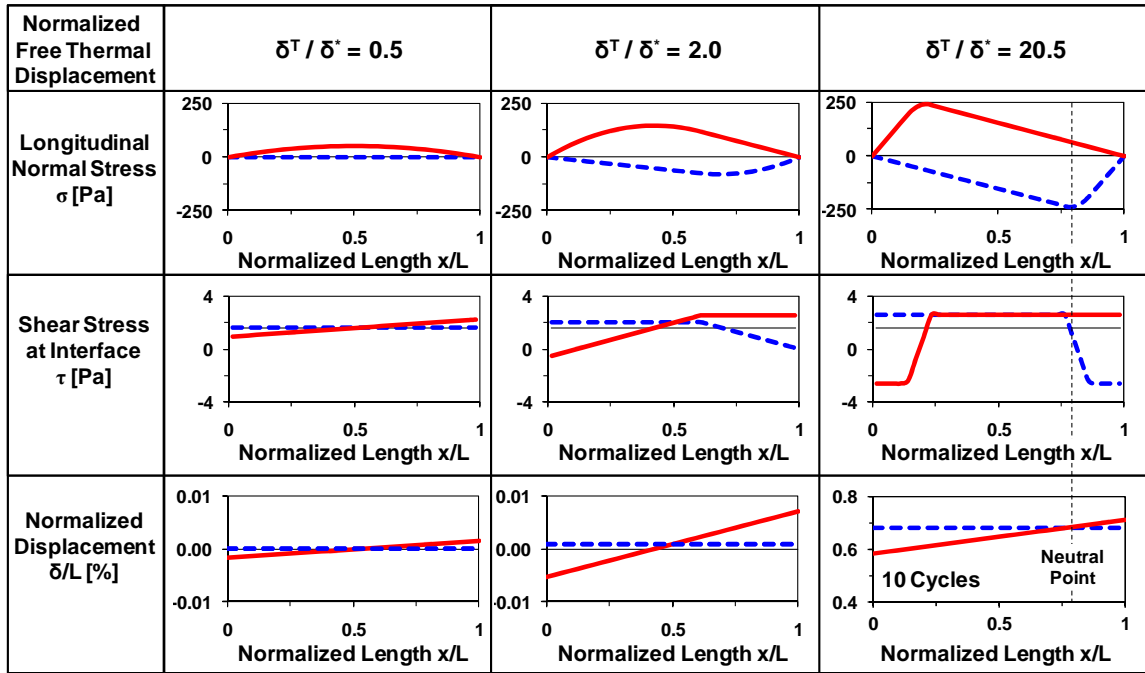 Normalized
Free Thermal
Displacement
δᵀ / δ* = 0.5
δᵀ / δ* = 2.0
δᵀ / δ* = 20.5
Longitudinal
Normal Stress
σ [Pa]
250
0
-250
0 0.5 1
Normalized Length x/L
250
0
-250
0 0.5 1
Normalized Length x/L
250
0
-250
0 0.5 1
Normalized Length x/L
Shear Stress
at Interface
τ [Pa]
4
0
-4
0 0.5 1
Normalized Length x/L
4
0
-4
0 0.5 1
Normalized Length x/L
4
0
-4
0 0.5 1
Normalized Length x/L
Normalized
Displacement
δ/L [%]
0.01
0.00
-0.01
0 0.5 1
Normalized Length x/L
0.01
0.00
-0.01
0 0.5 1
Normalized Length x/L
0.8
0.6
0.4
10 Cycles
Neutral
Point
0 0.5 1
Normalized Length x/L